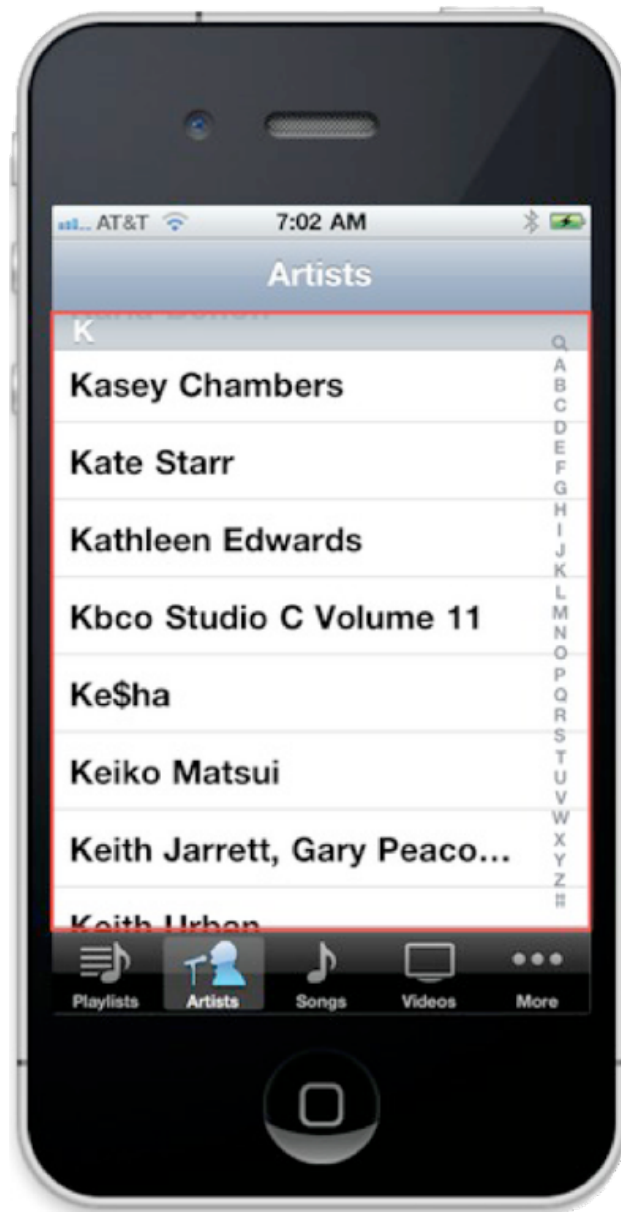 AT&T 7:02 AM
Artists
K
Kasey Chambers
Kate Starr
Kathleen Edwards
Kbco Studio C Volume 11
Ke$ha
Keiko Matsui
Keith Jarrett, Gary Peaco...
Keith Urban
A
B
C
D
E
F
G
H
I
J
K
L
M
N
O
P
Q
R
S
T
U
V
W
X
Y
Z
#
Playlists Artists Songs Videos More